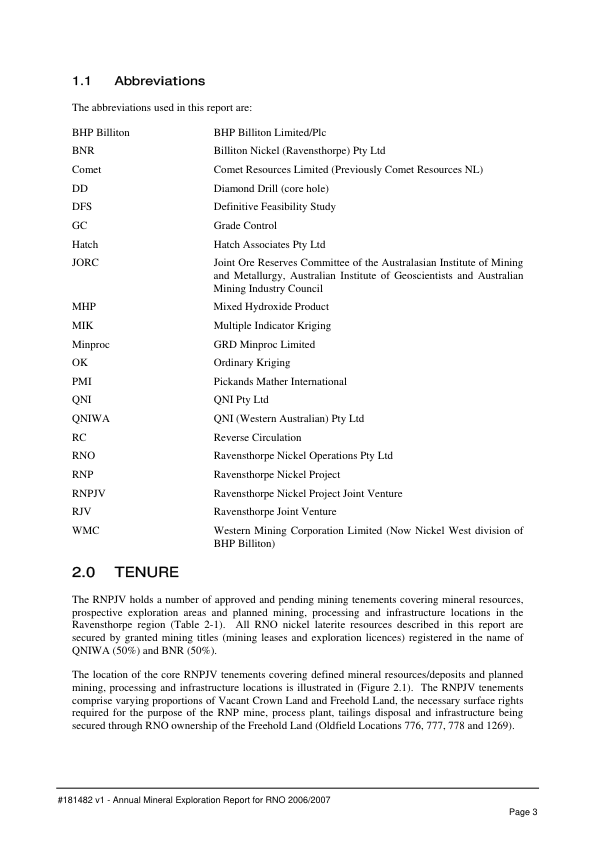 1.1 Abbreviations
The abbreviations used in this report are:
BHP Billiton BHP Billiton Limited/Plc
BNR Billiton Nickel (Ravensthorpe) Pty Ltd
Comet Comet Resources Limited (Previously Comet Resources NL)
DD Diamond Drill (core hole)
DFS Definitive Feasibility Study
GC Grade Control
Hatch Hatch Associates Pty Ltd
JORC Joint Ore Reserves Committee of the Australasian Institute of Mining
and Metallurgy, Australian Institute of Geoscientists and Australian
Mining Industry Council
MHP Mixed Hydroxide Product
MIK Multiple Indicator Kriging
Minproc GRD Minproc Limited
OK Ordinary Kriging
PMI Pickands Mather International
QNI QNI Pty Ltd
QNIWA QNI (Western Australian) Pty Ltd
RC Reverse Circulation
RNO Ravensthorpe Nickel Operations Pty Ltd
RNP Ravensthorpe Nickel Project
RNPJV Ravensthorpe Nickel Project Joint Venture
RJV Ravensthorpe Joint Venture
WMC Western Mining Corporation Limited (Now Nickel West division of
BHP Billiton)
2.0 TENURE
The RNPJV holds a number of approved and pending mining tenements covering mineral resources,
prospective exploration areas and planned mining, processing and infrastructure locations in the
Ravensthorpe region (Table 2-1). All RNO nickel laterite resources described in this report are
secured by granted mining titles (mining leases and exploration licences) registered in the name of
QNIWA (50%) and BNR (50%).
The location of the core RNPJV tenements covering defined mineral resources/deposits and planned
mining, processing and infrastructure locations is illustrated in (Figure 2.1). The RNPJV tenements
comprise varying proportions of Vacant Crown Land and Freehold Land, the necessary surface rights
required for the purpose of the RNP mine, process plant, tailings disposal and infrastructure being
secured through RNO ownership of the Freehold Land (Oldfield Locations 776, 777, 778 and 1269).
#181482 v1 - Annual Mineral Exploration Report for RNO 2006/2007
Page 3